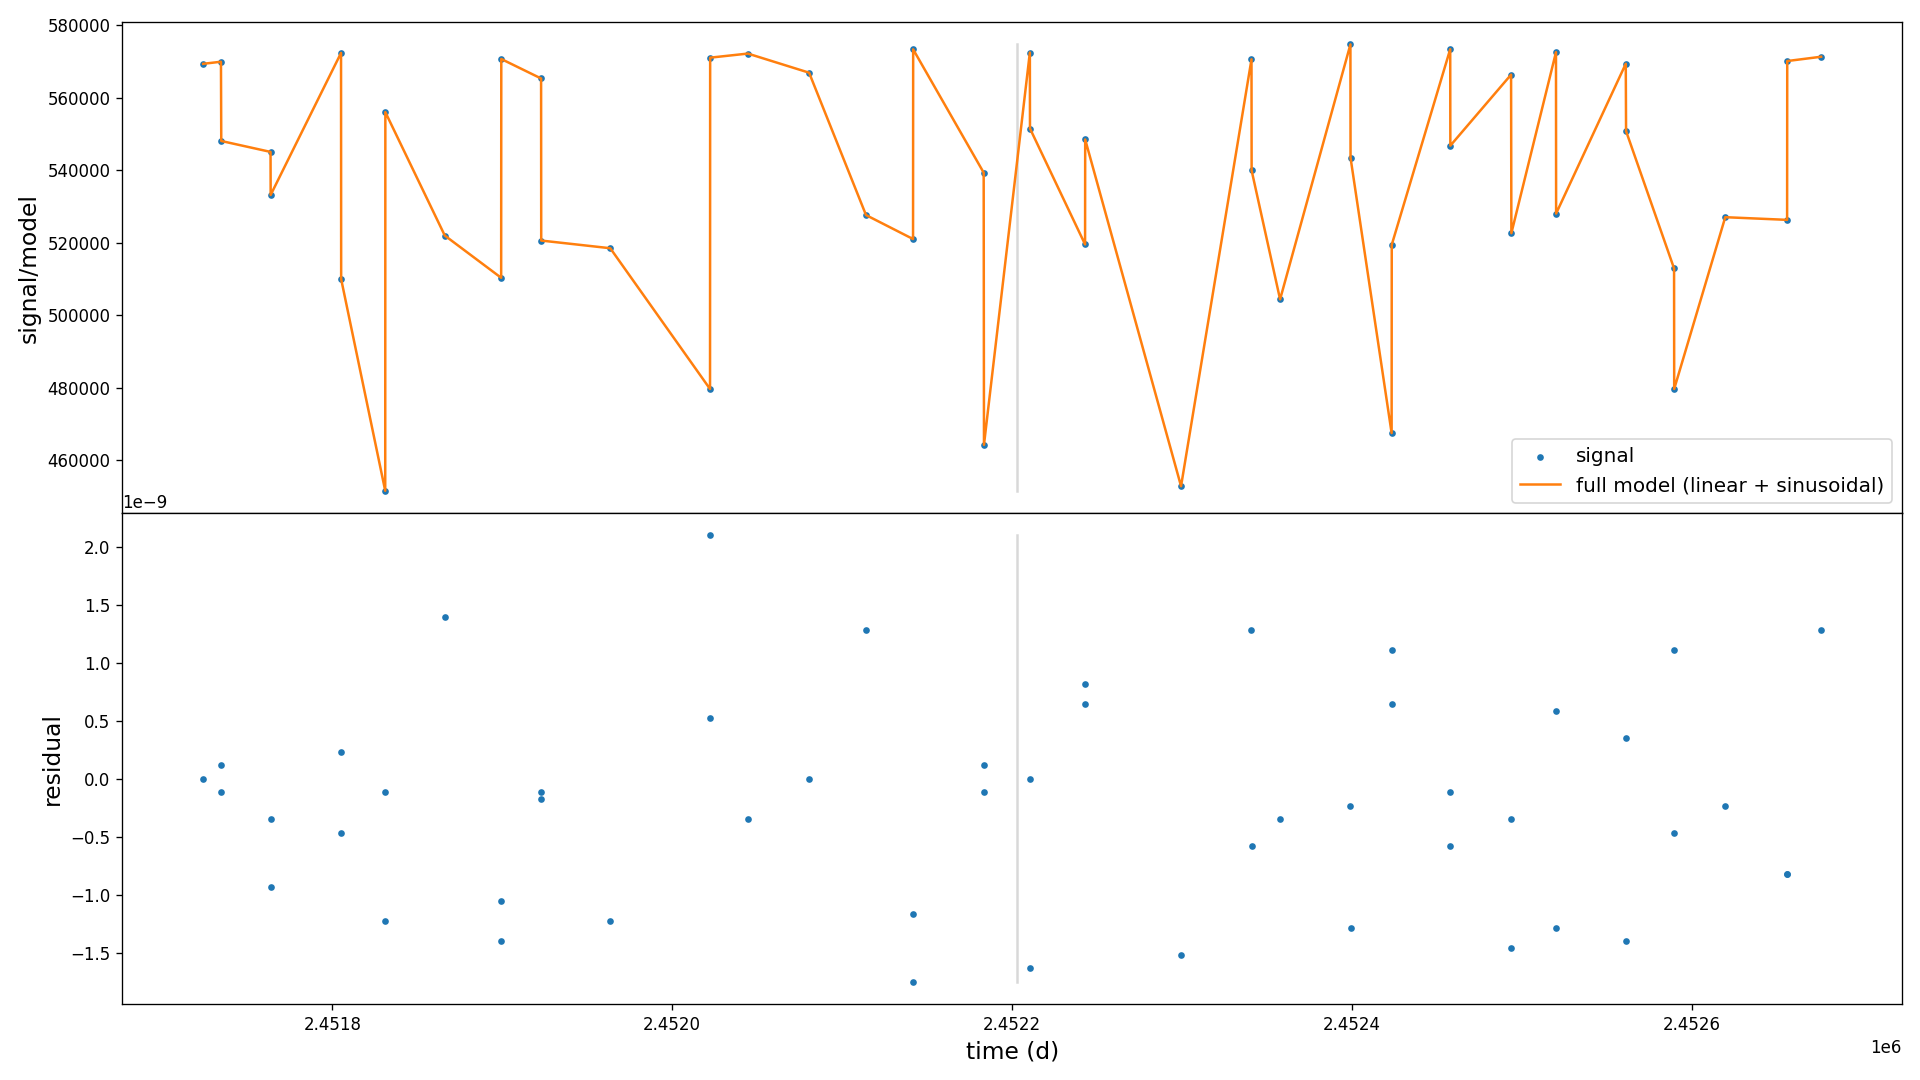 580000
560000
540000
520000
500000
480000
460000
signal/model
signal
full model (linear + sinusoidal)
1e−9
2.0
1.5
1.0
0.5
0.0
−0.5
−1.0
−1.5
residual
2.4518 2.4520 2.4522 2.4524 2.4526
1e6
time (d)